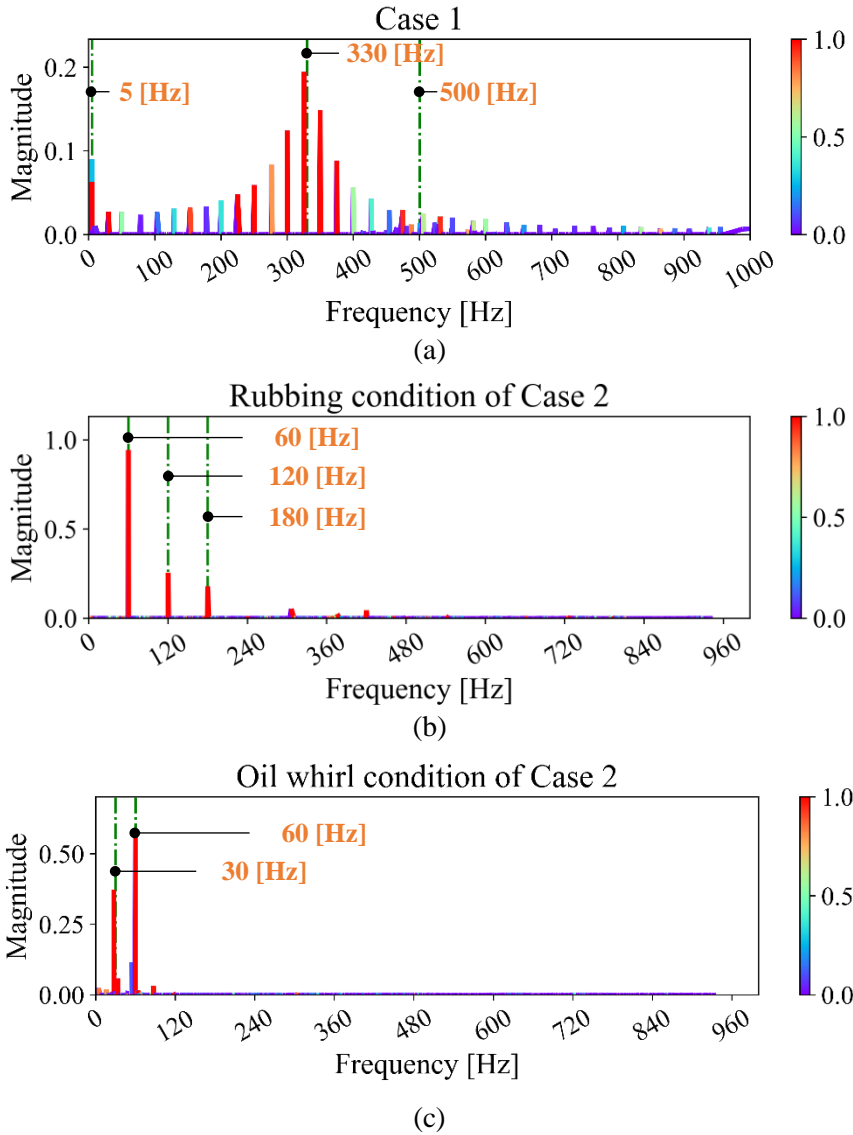 Case 1
330 [Hz]
5 [Hz]
500 [Hz]
Magnitude
0.2
0.1
0.0
0
100
200
300
400
500
600
700
800
900
1000
Frequency [Hz]
1.0
0.5
0.0
(a)
Rubbing condition of Case 2
60 [Hz]
120 [Hz]
180 [Hz]
Magnitude
1.0
0.5
0.0
0
120
240
360
480
600
720
840
960
Frequency [Hz]
1.0
0.5
0.0
(b)
Oil whirl condition of Case 2
60 [Hz]
30 [Hz]
Magnitude
0.50
0.25
0.00
0
120
240
360
480
600
720
840
960
Frequency [Hz]
1.0
0.5
0.0
(c)